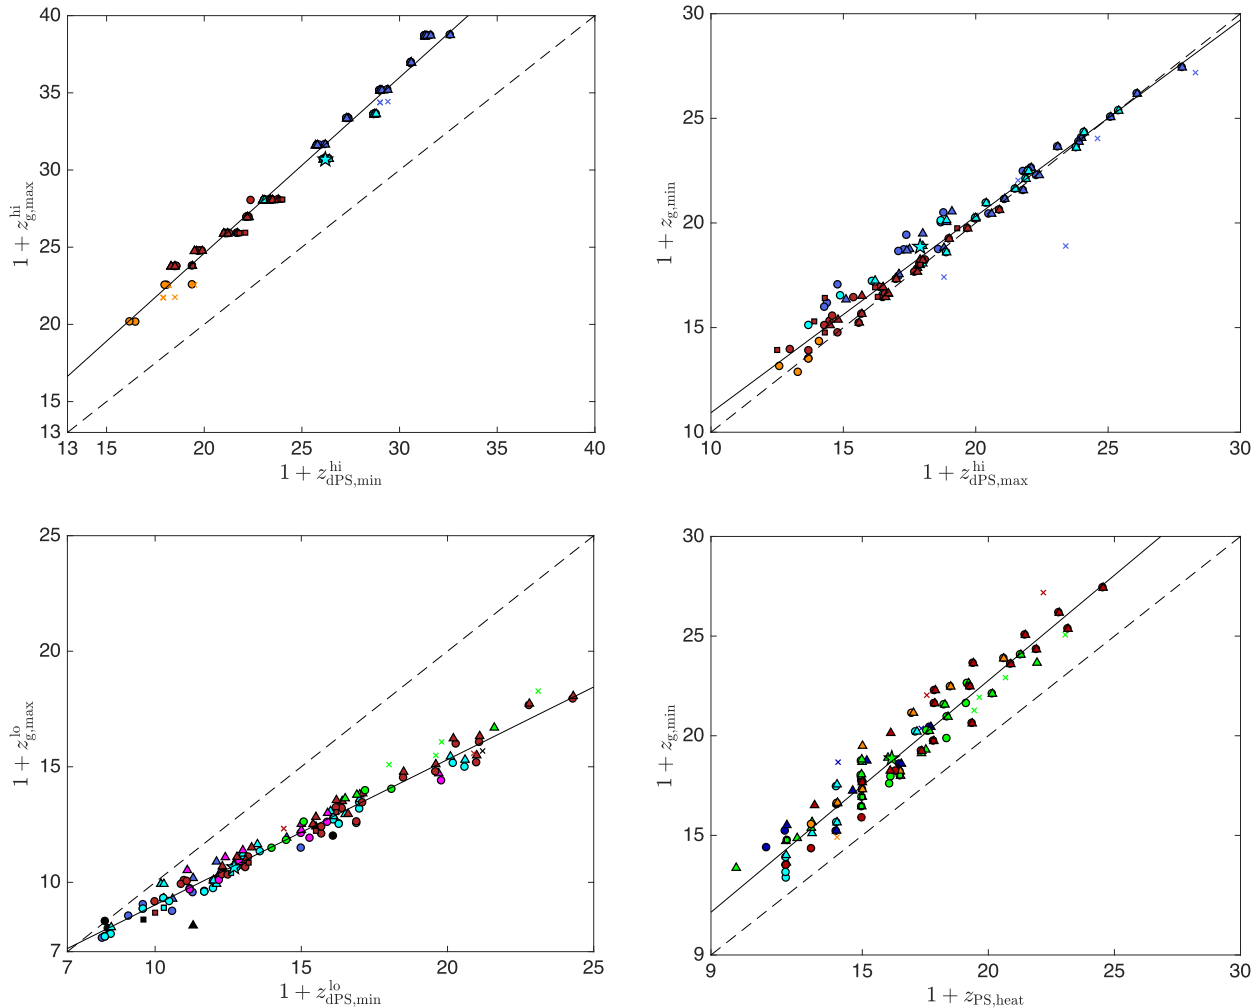 40
35
30
25
20
15
13
1 + z^hi_g,max
13 15 20 25 30 35 40
1 + z^hi_dPS,min
30
25
20
15
10
1 + z_g,min
10 15 20 25 30
1 + z^hi_dPS,max
25
20
15
10
7
1 + z^lo_g,max
7 10 15 20 25
1 + z^lo_dPS,min
30
25
20
15
9
1 + z_g,min
9 15 20 25 30
1 + z_PS,heat